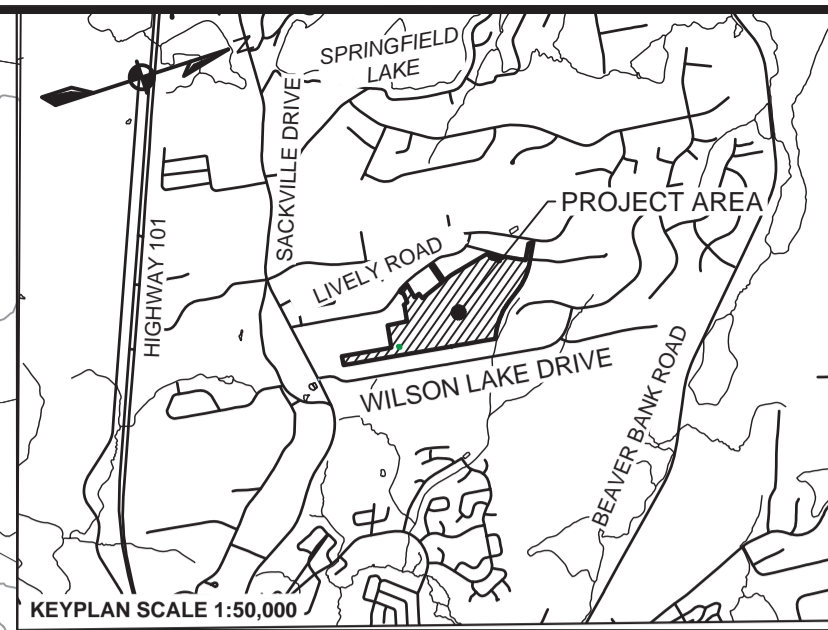 Z
SPRINGFIELD
LAKE
SACKVILLE DRIVE
PROJECT AREA
LIVELY ROAD
HIGHWAY 101
WILSON LAKE DRIVE
BEAVER BANK ROAD
KEYPLAN SCALE 1:50,000